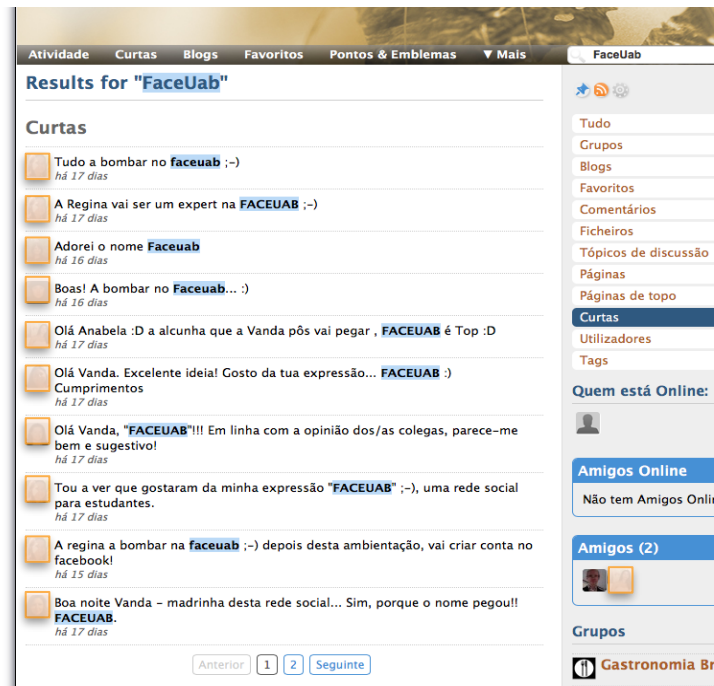 Atividade Curtas Blogs Favoritos Pontos & Emblemas ▼ Mais
FaceUab
Results for "FaceUab"
Curtas
Tudo a bombar no faceuab ;-)
há 17 dias
A Regina vai ser um expert na FACEUAB ;-)
há 17 dias
Adorei o nome Faceuab
há 16 dias
Boas! A bombar no Faceuab... :)
há 16 dias
Olá Anabela :D a alcunha que a Vanda pôs vai pegar , FACEUAB é Top :D
há 17 dias
Olá Vanda. Excelente ideia! Gosto da tua expressão... FACEUAB :)
Cumprimentos
há 17 dias
Olá Vanda, "FACEUAB"!!! Em linha com a opinião dos/as colegas, parece-me
bem e sugestivo!
há 17 dias
Tou a ver que gostaram da minha expressão "FACEUAB" ;-), uma rede social
para estudantes.
há 17 dias
A regina a bombar na faceuab ;-) depois desta ambientação, vai criar conta no
facebook!
há 15 dias
Boa noite Vanda - madrinha desta rede social... Sim, porque o nome pegou!!
FACEUAB.
há 17 dias
Anterior 1 2 Seguinte
Tudo
Grupos
Blogs
Favoritos
Comentários
Ficheiros
Tópicos de discussão
Páginas
Páginas de topo
Curtas
Utilizadores
Tags
Quem está Online:
Amigos Online
Não tem Amigos Onli
Amigos (2)
Grupos
Gastronomia Br